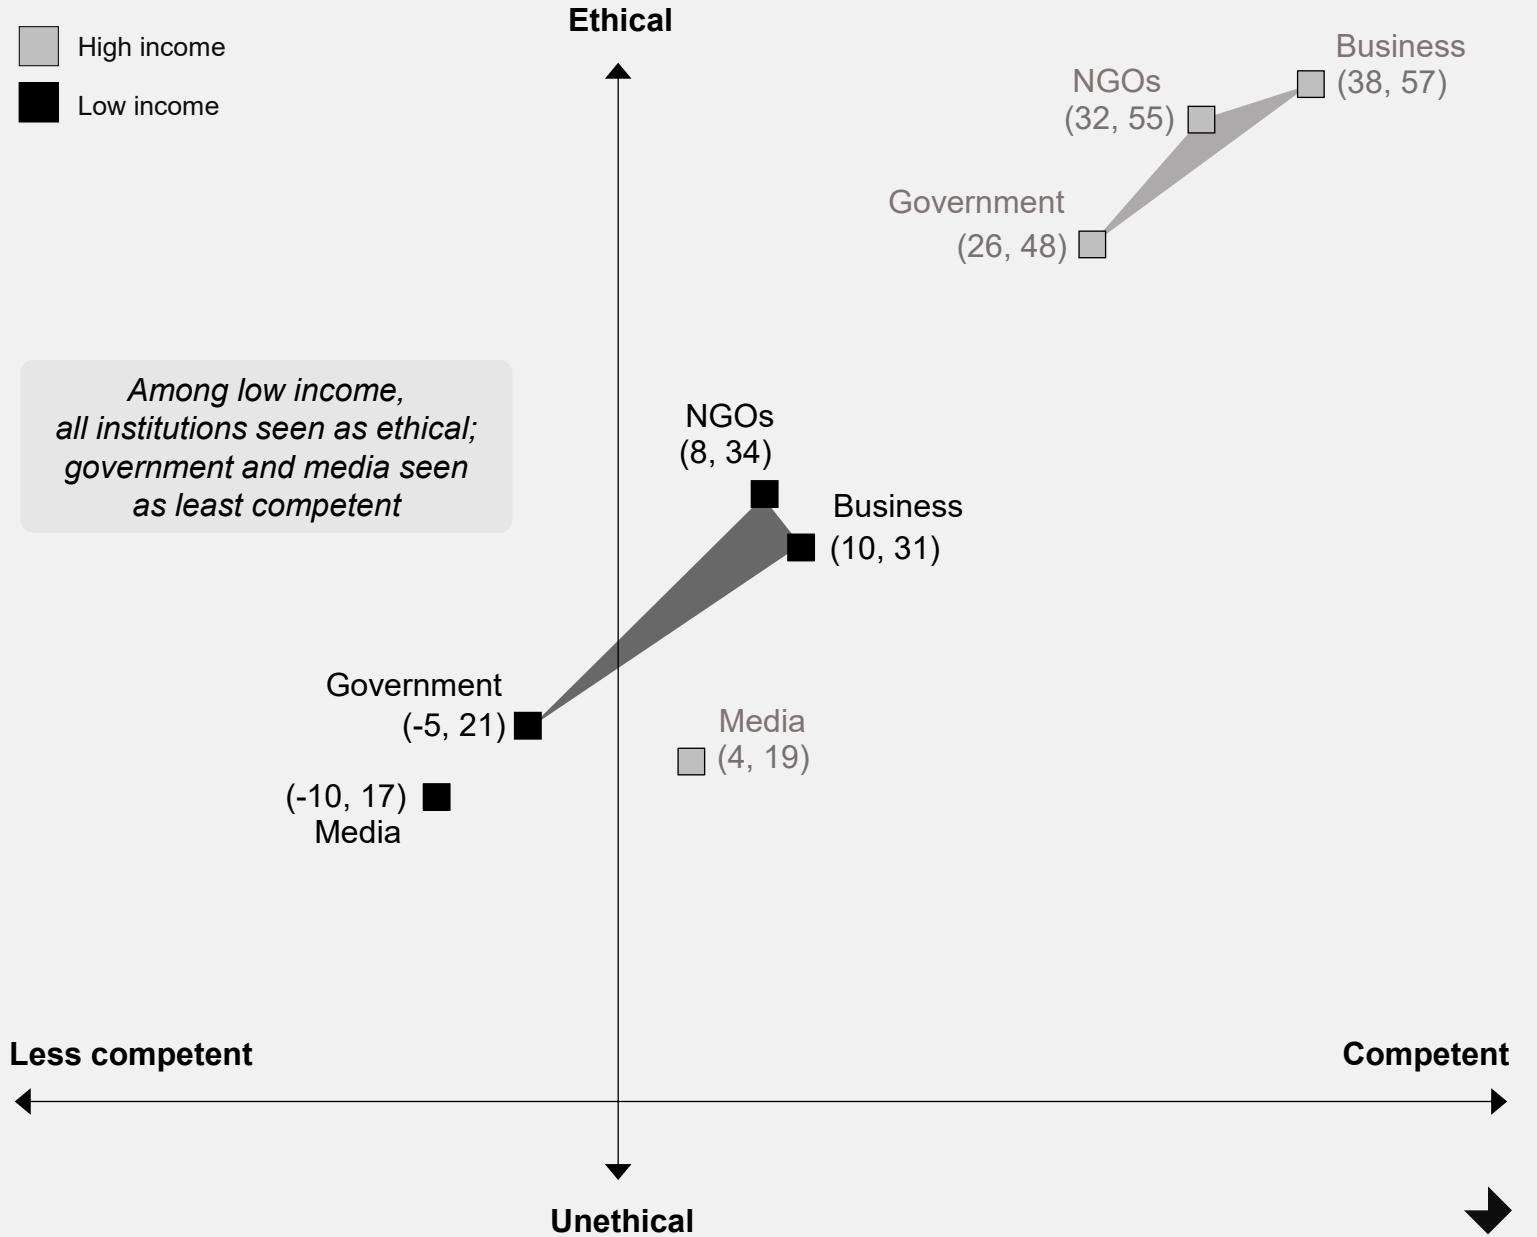 Ethical
High income
Low income
Business
(38, 57)
NGOs
(32, 55)
Government
(26, 48)
Among low income,
all institutions seen as ethical;
government and media seen
as least competent
NGOs
(8, 34)
Business
(10, 31)
Government
(-5, 21)
Media
(4, 19)
(-10, 17)
Media
Less competent
Competent
Unethical